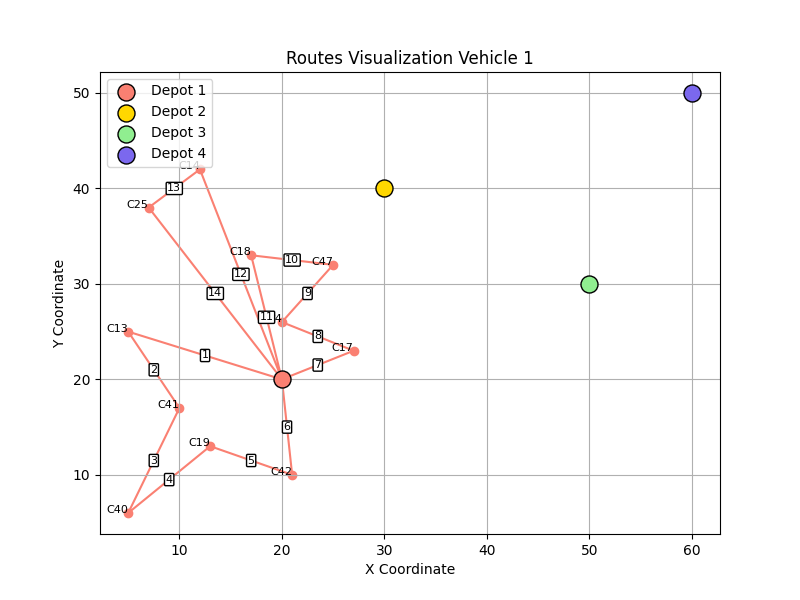 Routes Visualization Vehicle 1
Depot 1
Depot 2
Depot 3
Depot 4
50
40
30
20
10
Y Coordinate
13
C25
C18
10
C47
12
14
9
11
4
C13
8
C17
1
7
2
C41
6
C19
3
5
C42
4
C40
10
20
30
40
50
60
X Coordinate